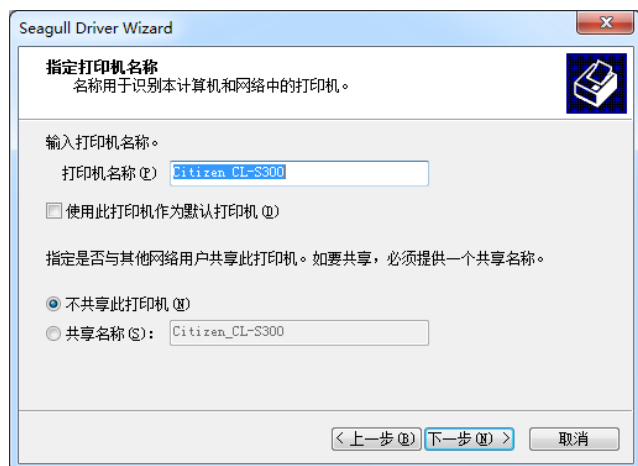 Seagull Driver Wizard
指定打印机名称
名称用于识别本计算机和网络中的打印机。
输入打印机名称。
打印机名称(P) Citizen CL-S300
使用此打印机作为默认打印机(D)
指定是否与其他网络用户共享此打印机。如要共享，必须提供一个共享名称。
不共享此打印机(N)
共享名称(S): Citizen_CL-S300
< 上一步(B) 下一步(N) > 取消